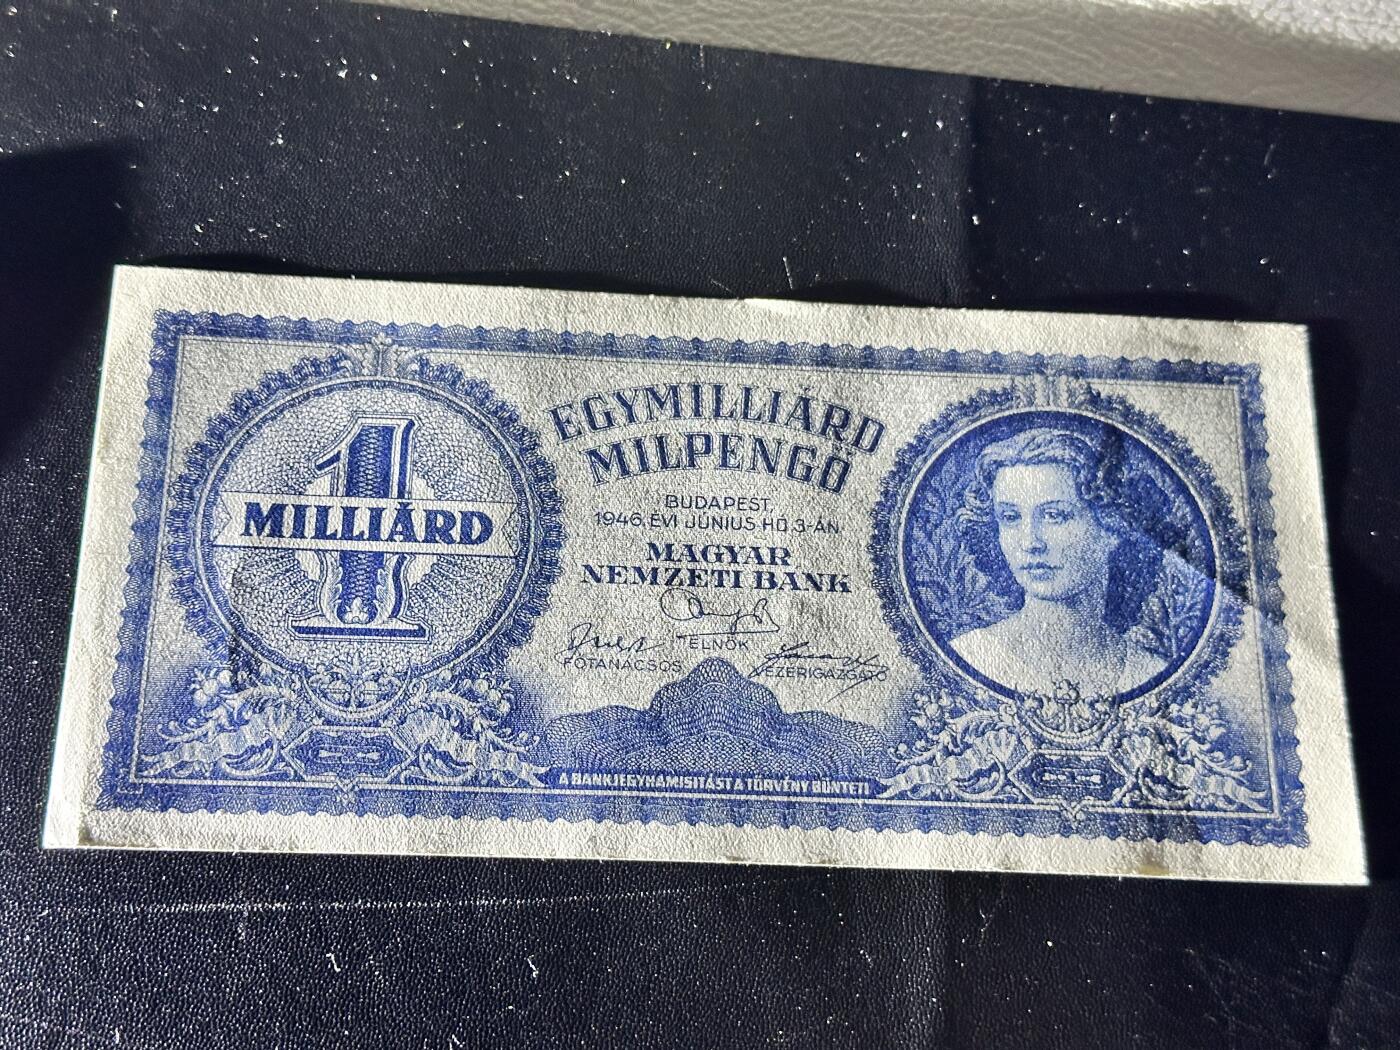 1
MILLIÁRD
EGYMILLIÁRD
MILPENGŐ
BUDAPEST,
1946. ÉVI JÚNIUS HÓ 3-ÁN.
MAGYAR
NEMZETI BANK
ELNÖK
FŐTANÁCSOS
VEZÉRIGAZGATÓ
A BANKJEGYHAMISÍTÁST A TÖRVÉNY BÜNTETI